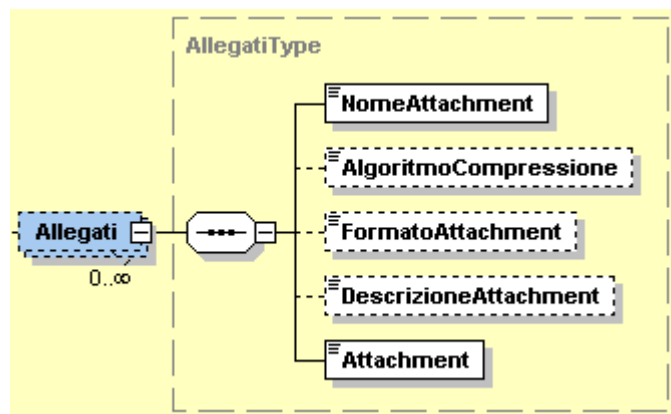 AllegatiType
NomeAttachment
AlgoritmoCompressione
FormatoAttachment
Allegati
0..∞
DescrizioneAttachment
Attachment